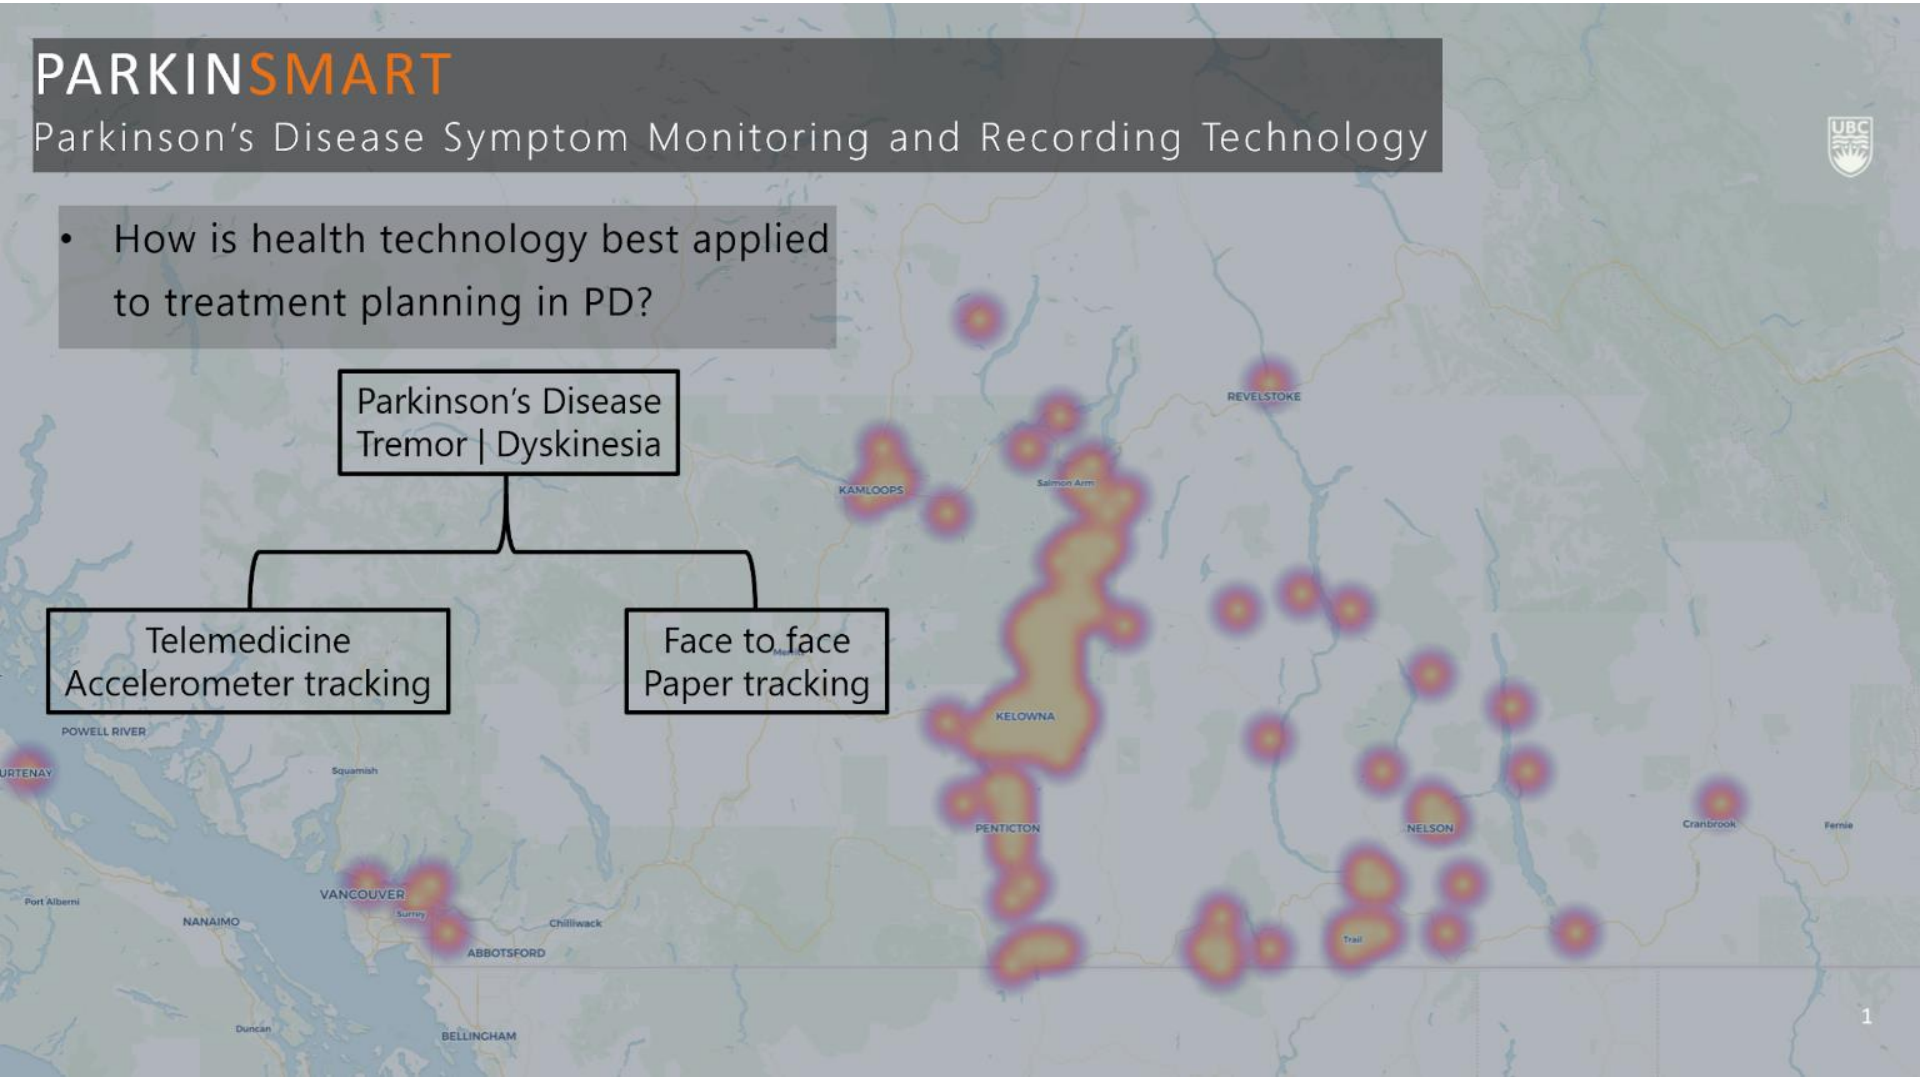 PARKINSMART
Parkinson's Disease Symptom Monitoring and Recording Technology
UBC
• How is health technology best applied
to treatment planning in PD?
Parkinson's Disease
Tremor | Dyskinesia
Telemedicine
Accelerometer tracking
Face to face
Paper tracking
REVELSTOKE
KAMLOOPS
Salmon Arm
Merritt
KELOWNA
POWELL RIVER
URTENAY
Squamish
PENTICTON
NELSON
Cranbrook
Fernie
VANCOUVER
Surrey
Port Alberni
NANAIMO
Chilliwack
ABBOTSFORD
Trail
Duncan
BELLINGHAM
1